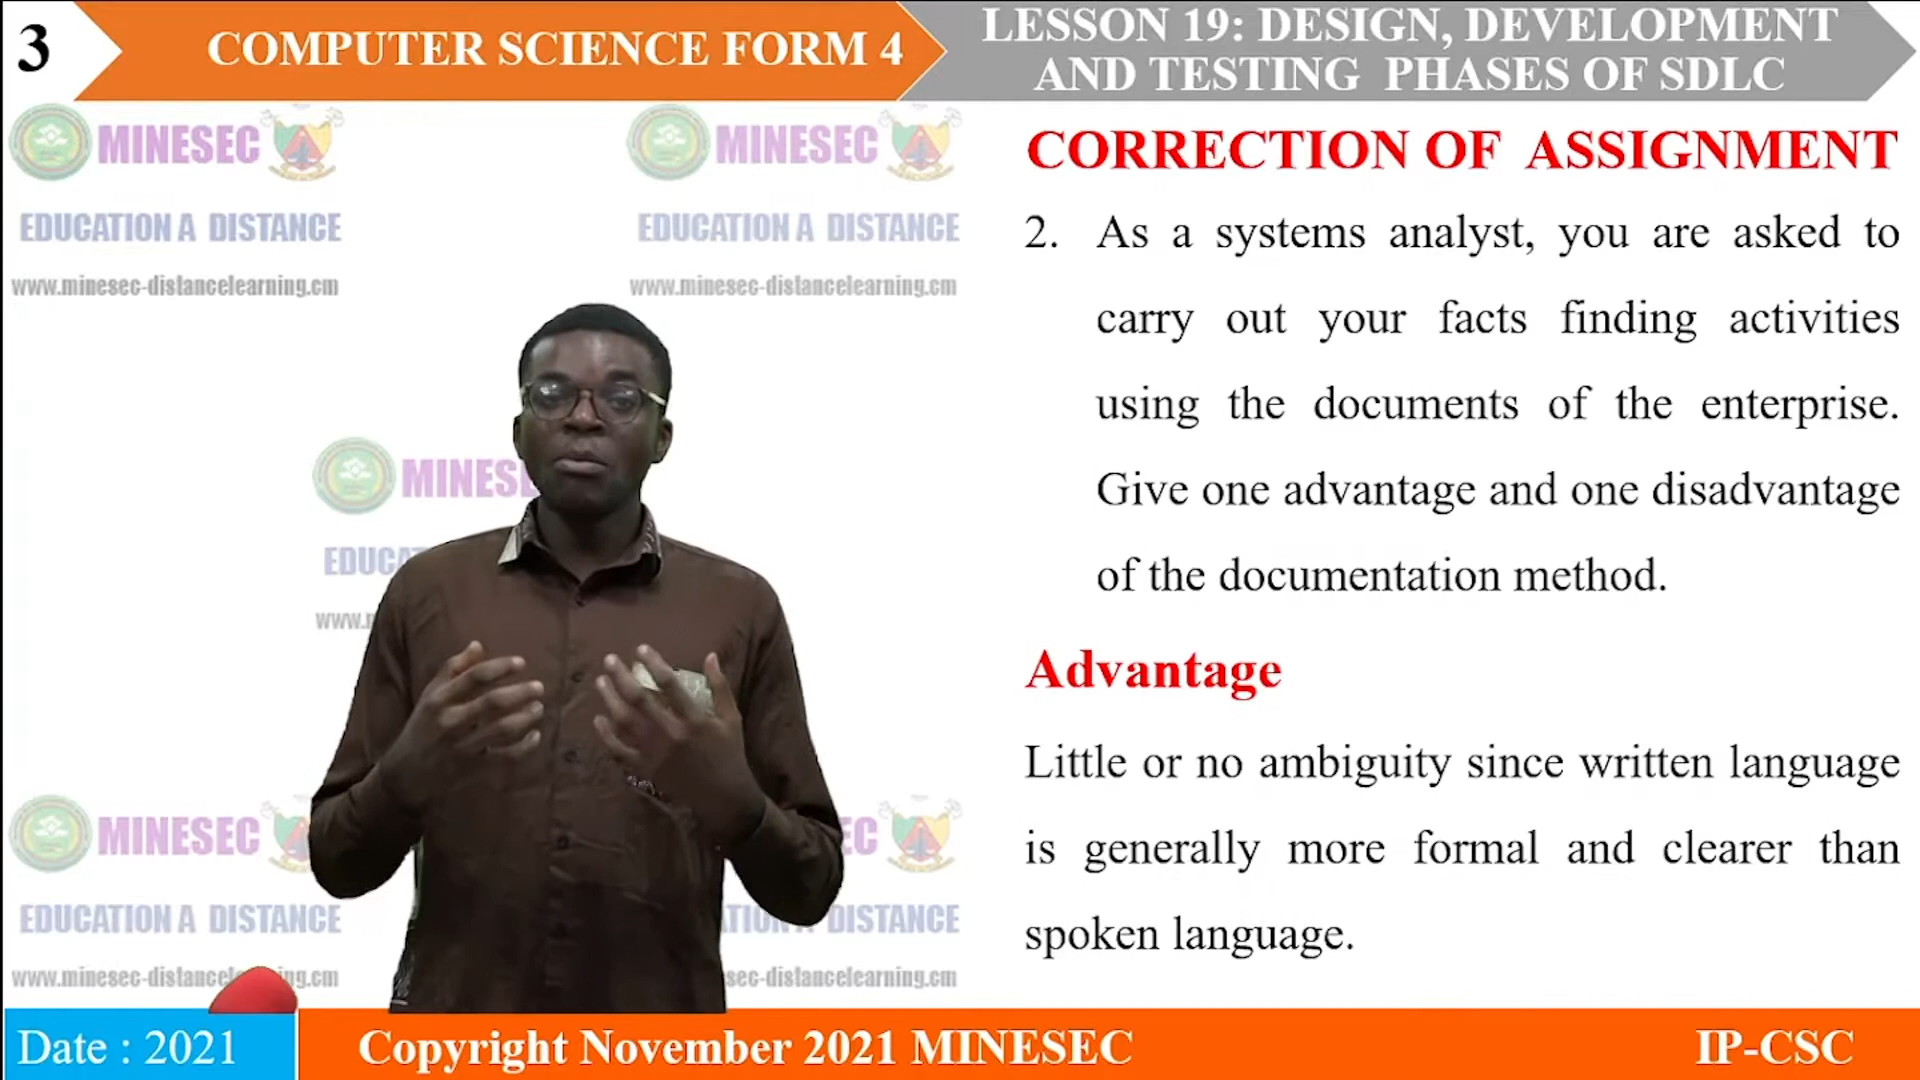 3
COMPUTER SCIENCE FORM 4
LESSON 19: DESIGN, DEVELOPMENT
AND TESTING PHASES OF SDLC
MINESEC
EDUCATION A DISTANCE
www.minesec-distancelearning.cm
MINESEC
EDUCATION A DISTANCE
www.minesec-distancelearning.cm
CORRECTION OF ASSIGNMENT
2. As a systems analyst, you are asked to
carry out your facts finding activities
using the documents of the enterprise.
Give one advantage and one disadvantage
of the documentation method.
Advantage
Little or no ambiguity since written language
is generally more formal and clearer than
spoken language.
MINESEC
EDUCATION A DISTANCE
DISTANCE
Date : 2021
Copyright November 2021 MINESEC
IP-CSC